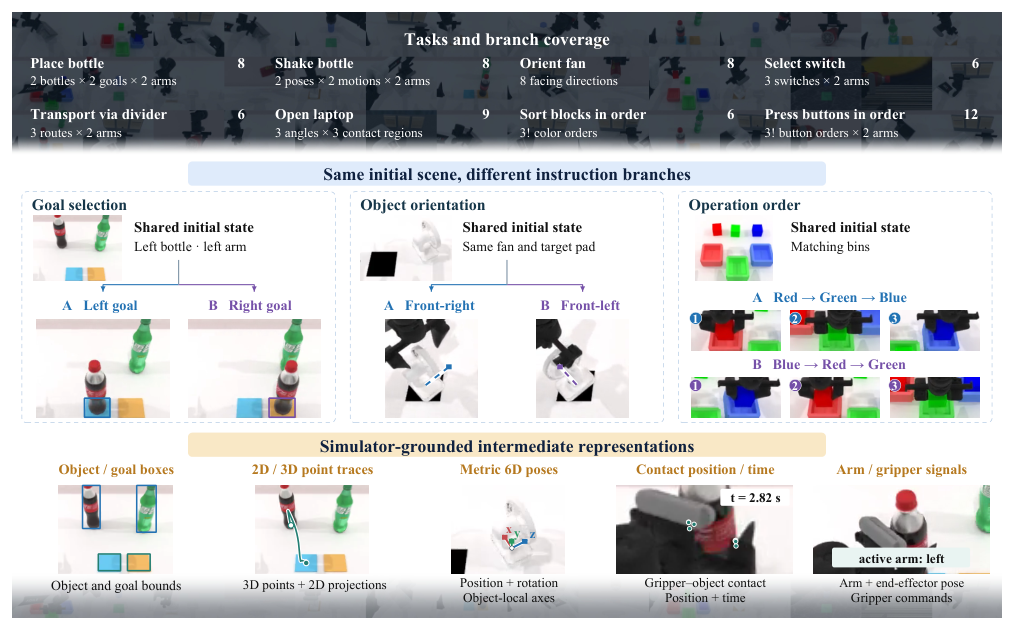 Tasks and branch coverage
Place bottle 8
2 bottles × 2 goals × 2 arms
Shake bottle 8
2 poses × 2 motions × 2 arms
Orient fan 8
8 facing directions
Select switch 6
3 switches × 2 arms
Transport via divider 6
3 routes × 2 arms
Open laptop 9
3 angles × 3 contact regions
Sort blocks in order 6
3! color orders
Press buttons in order 12
3! button orders × 2 arms
Same initial scene, different instruction branches
Goal selection
Shared initial state
Left bottle · left arm
A Left goal
B Right goal
Object orientation
Shared initial state
Same fan and target pad
A Front-right
B Front-left
Operation order
Shared initial state
Matching bins
A Red → Green → Blue
1 2 3
B Blue → Red → Green
1 2 3
Simulator-grounded intermediate representations
Object / goal boxes
Object and goal bounds
2D / 3D point traces
3D points + 2D projections
Metric 6D poses
X Y Z
Position + rotation
Object-local axes
Contact position / time
t = 2.82 s
Gripper–object contact
Position + time
Arm / gripper signals
active arm: left
Arm + end-effector pose
Gripper commands